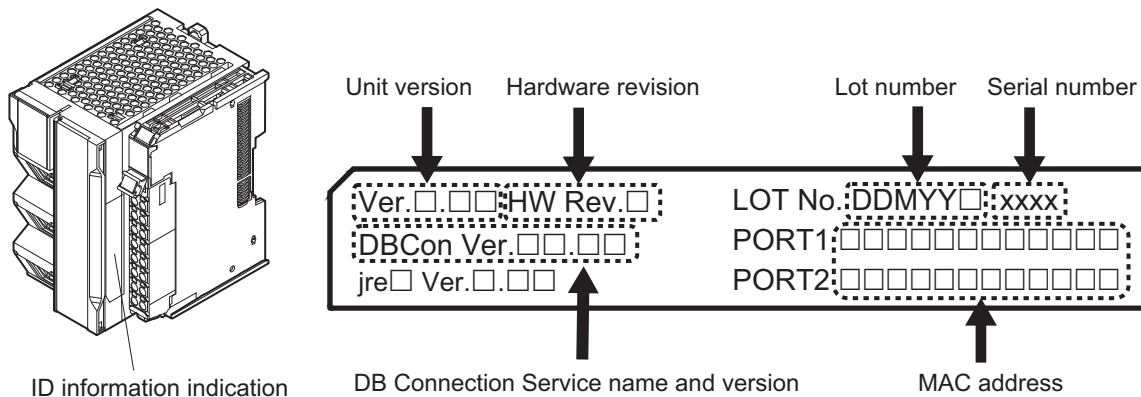 Unit version Hardware revision Lot number Serial number
Ver.□.□□ HW Rev.□ LOT No. DDMYY□ xxxx
DBCon Ver.□□.□□ PORT1 □□□□□□□□□□□□
jre□ Ver.□.□□ PORT2 □□□□□□□□□□□□
ID information indication DB Connection Service name and version MAC address